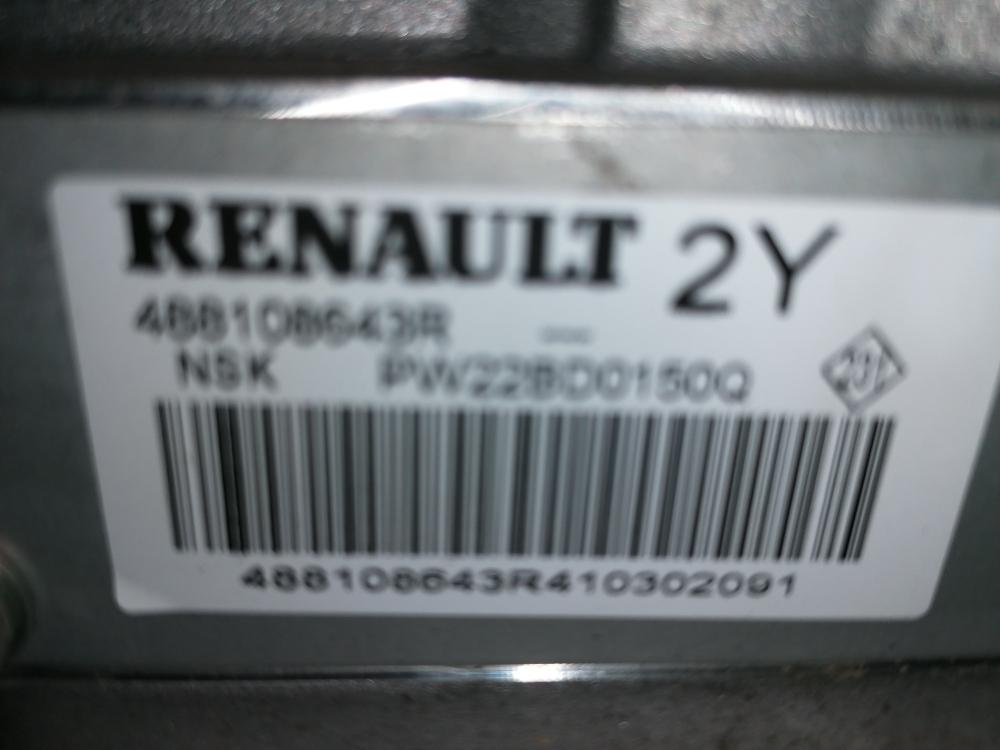 RENAULT 2Y
488108643R ---
NSK PW22BD0150Q
488108643R410302091